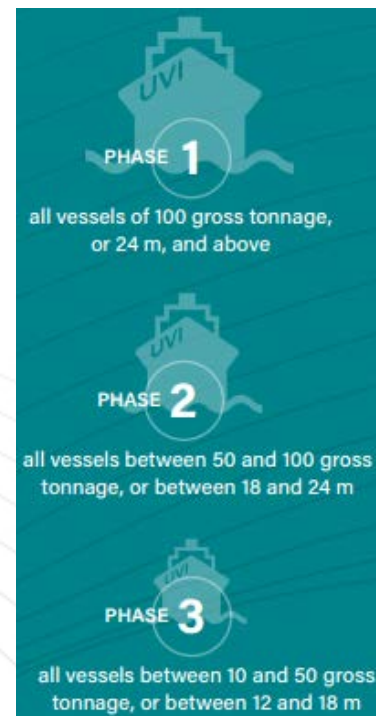 UVI
PHASE 1
all vessels of 100 gross tonnage,
or 24 m, and above
UVI
PHASE 2
all vessels between 50 and 100 gross
tonnage, or between 18 and 24 m
UVI
PHASE 3
all vessels between 10 and 50 gross
tonnage, or between 12 and 18 m